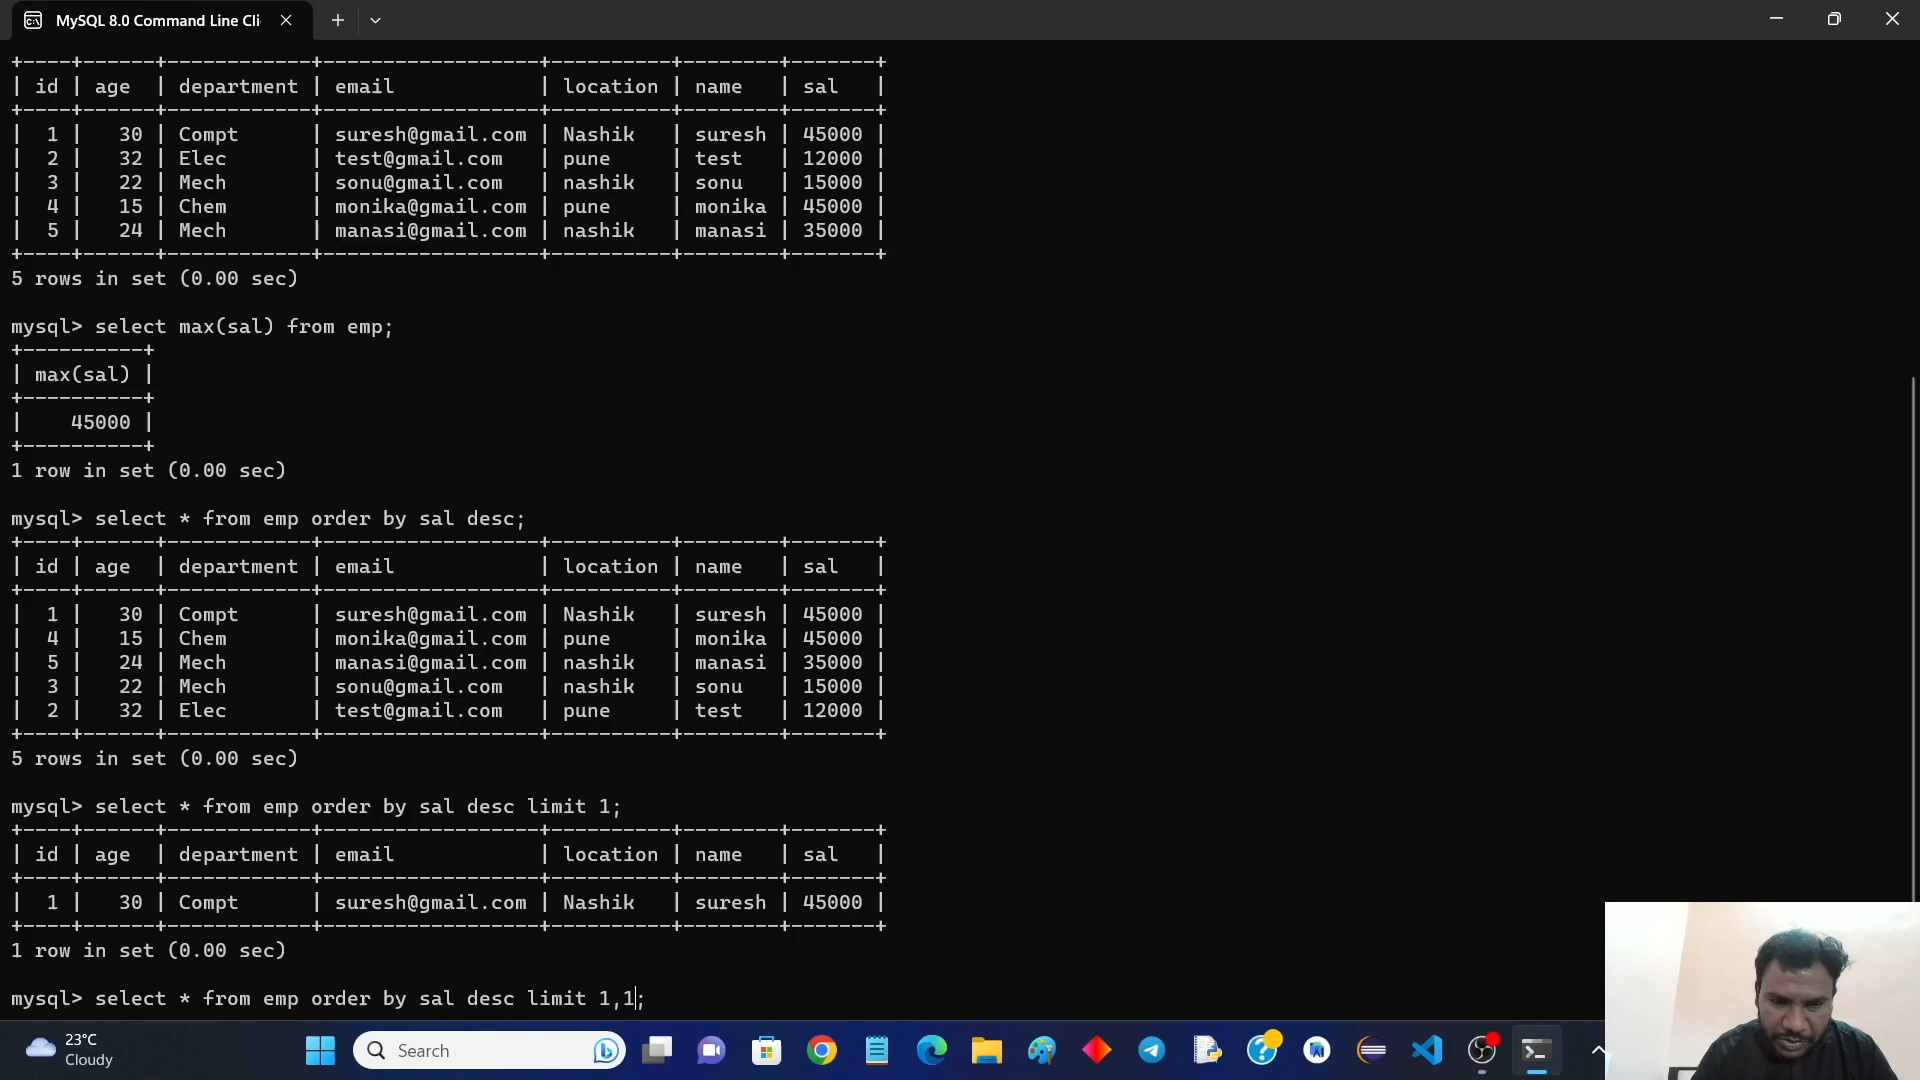 MySQL 8.0 Command Line Cli
+----+------+------------+------------------+----------+--------+-------+
| id | age  | department | email            | location | name   | sal   |
+----+------+------------+------------------+----------+--------+-------+
|  1 |   30 | Compt      | suresh@gmail.com | Nashik   | suresh | 45000 |
|  2 |   32 | Elec       | test@gmail.com   | pune     | test   | 12000 |
|  3 |   22 | Mech       | sonu@gmail.com   | nashik   | sonu   | 15000 |
|  4 |   15 | Chem       | monika@gmail.com | pune     | monika | 45000 |
|  5 |   24 | Mech       | manasi@gmail.com | nashik   | manasi | 35000 |
+----+------+------------+------------------+----------+--------+-------+
5 rows in set (0.00 sec)
mysql> select max(sal) from emp;
+----------+
| max(sal) |
+----------+
|    45000 |
+----------+
1 row in set (0.00 sec)
mysql> select * from emp order by sal desc;
+----+------+------------+------------------+----------+--------+-------+
| id | age  | department | email            | location | name   | sal   |
+----+------+------------+------------------+----------+--------+-------+
|  1 |   30 | Compt      | suresh@gmail.com | Nashik   | suresh | 45000 |
|  4 |   15 | Chem       | monika@gmail.com | pune     | monika | 45000 |
|  5 |   24 | Mech       | manasi@gmail.com | nashik   | manasi | 35000 |
|  3 |   22 | Mech       | sonu@gmail.com   | nashik   | sonu   | 15000 |
|  2 |   32 | Elec       | test@gmail.com   | pune     | test   | 12000 |
+----+------+------------+------------------+----------+--------+-------+
5 rows in set (0.00 sec)
mysql> select * from emp order by sal desc limit 1;
+----+------+------------+------------------+----------+--------+-------+
| id | age  | department | email            | location | name   | sal   |
+----+------+------------+------------------+----------+--------+-------+
|  1 |   30 | Compt      | suresh@gmail.com | Nashik   | suresh | 45000 |
+----+------+------------+------------------+----------+--------+-------+
1 row in set (0.00 sec)
mysql> select * from emp order by sal desc limit 1,1;
23°C
Cloudy
Search